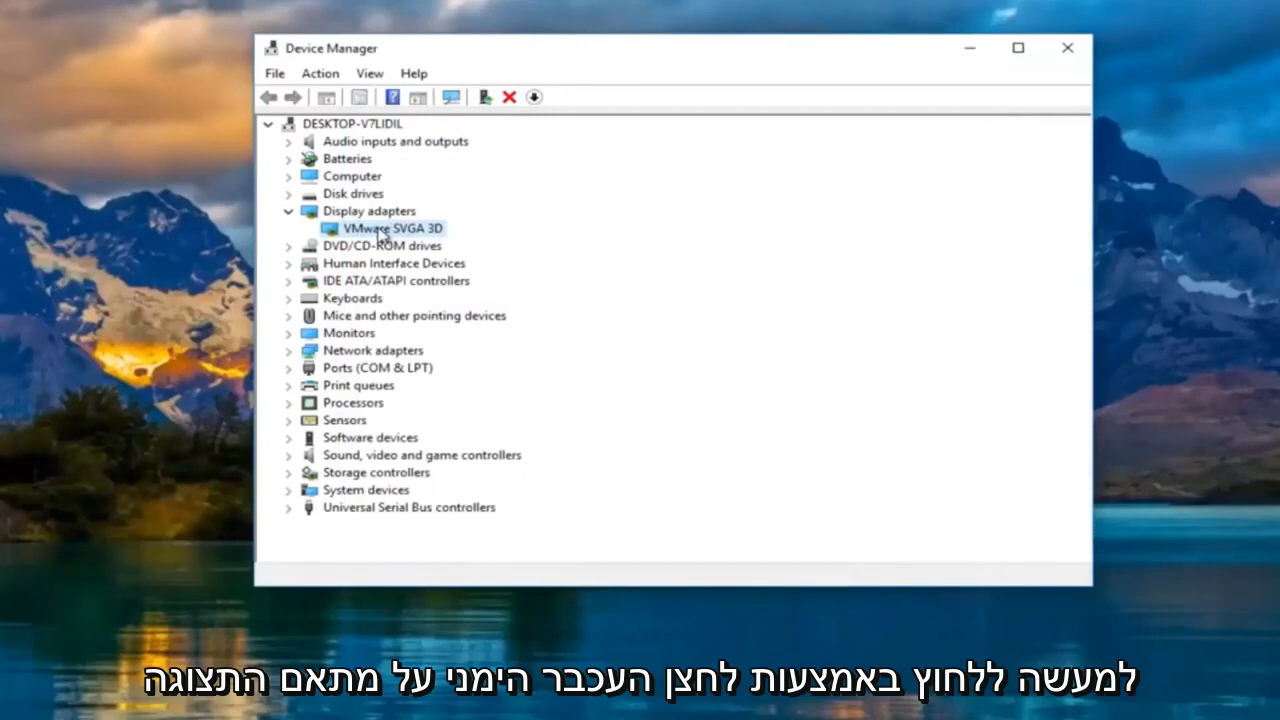 Device Manager
File Action View Help
DESKTOP-V7LIDIL
Audio inputs and outputs
Batteries
Computer
Disk drives
Display adapters
VMware SVGA 3D
DVD/CD-ROM drives
Human Interface Devices
IDE ATA/ATAPI controllers
Keyboards
Mice and other pointing devices
Monitors
Network adapters
Ports (COM & LPT)
Print queues
Processors
Sensors
Software devices
Sound, video and game controllers
Storage controllers
System devices
Universal Serial Bus controllers
למעשה ללחוץ באמצעות לחצן העכבר הימני על מתאם התצוגה